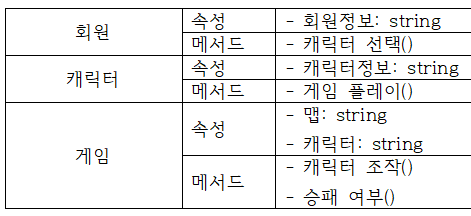 회원 속성 - 회원정보: string
메서드 - 캐릭터 선택()
캐릭터 속성 - 캐릭터정보: string
메서드 - 게임 플레이()
게임 속성 - 맵: string
- 캐릭터: string
메서드 - 캐릭터 조작()
- 승패 여부()